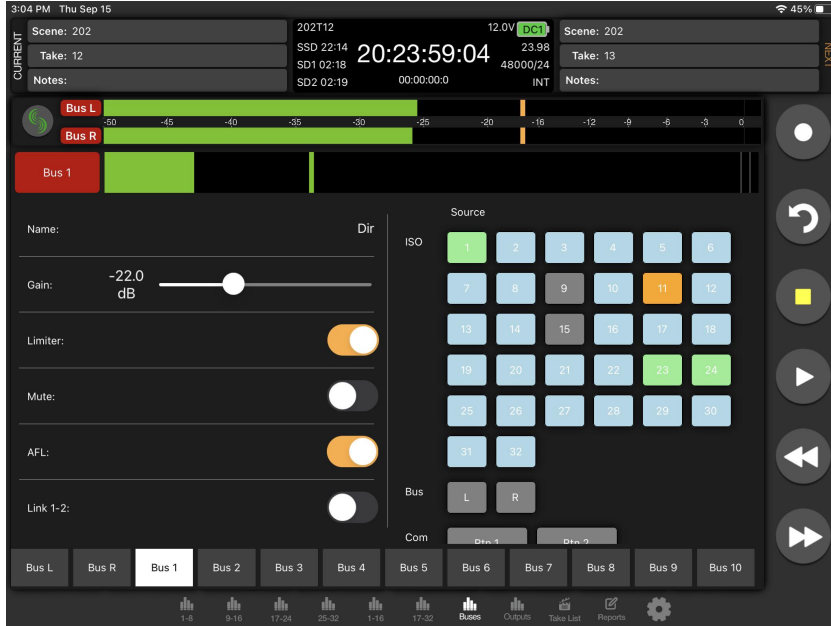 3:04 PM Thu Sep 15 45%
CURRENT
Scene: 202
Take: 12
Notes:
202T12 12.0V DC1
SSD 22:14 20:23:59:04 23.98
SD1 02:18 48000/24
SD2 02:19 00:00:00:0 INT
Scene: 202
Take: 13
Notes:
NEXT
Bus L
-50 -45 -40 -35 -30 -25 -20 -16 -12 -9 -6 -3 0
Bus R
Bus 1
Name: Dir
Gain: -22.0 dB
Limiter:
Mute:
AFL:
Link 1-2:
Source
ISO 1 2 3 4 5 6
7 8 9 10 11 12
13 14 15 16 17 18
19 20 21 22 23 24
25 26 27 28 29 30
31 32
Bus L R
Com Rtn 1 Rtn 2
Bus L Bus R Bus 1 Bus 2 Bus 3 Bus 4 Bus 5 Bus 6 Bus 7 Bus 8 Bus 9 Bus 10
1-8 9-16 17-24 25-32 1-16 17-32 Buses Outputs Take List Reports